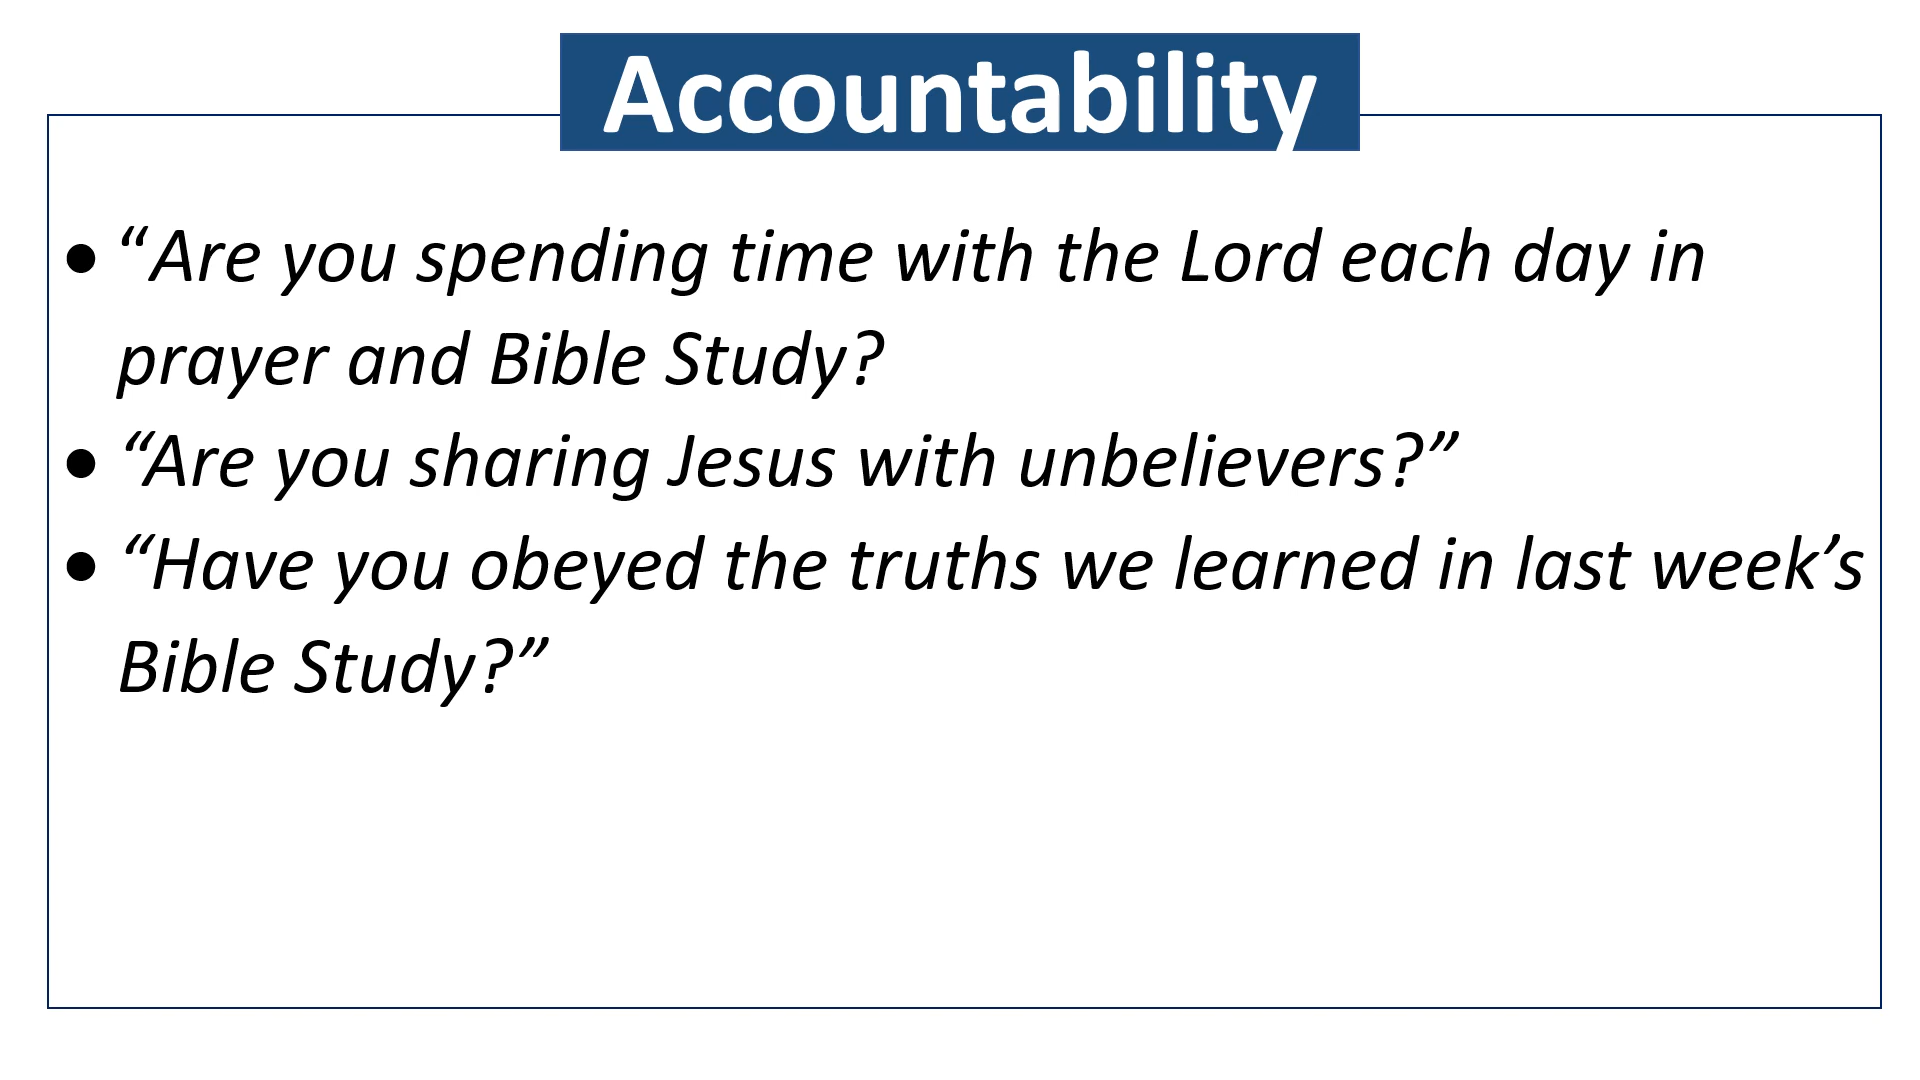 Accountability
• “Are you spending time with the Lord each day in
prayer and Bible Study?
• “Are you sharing Jesus with unbelievers?”
• “Have you obeyed the truths we learned in last week’s
Bible Study?”